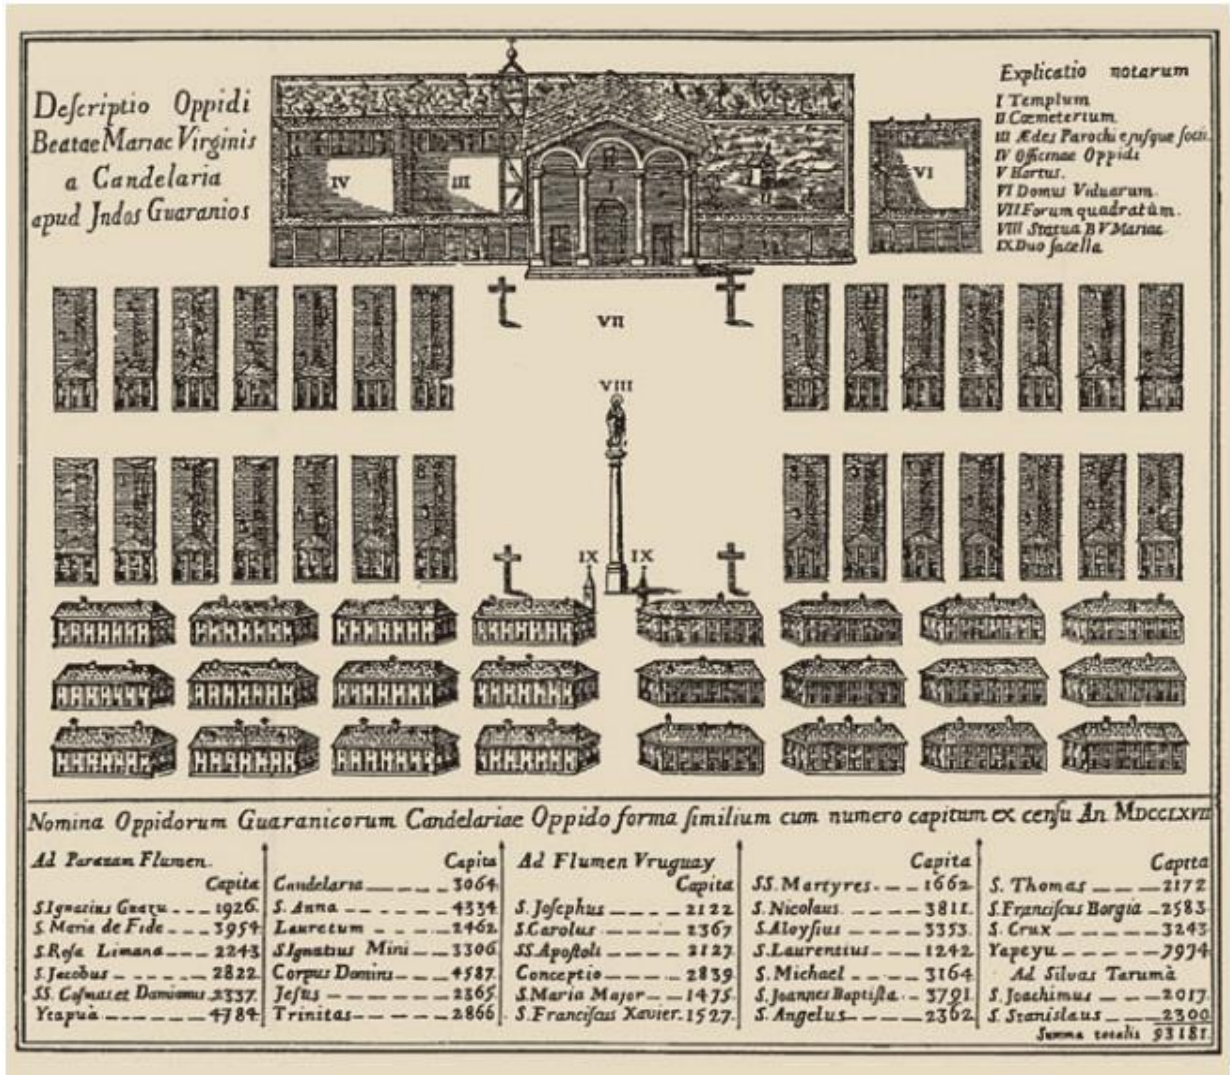 Deſcriptio Oppidi
Beatae Mariae Virginis
a Candelaria
apud Jndos Guaranios
Explicatio notarum
I Templum
II Cœmeterium
III Ædes Parochi ejuſque ſocii.
IV Officinae Oppidi
V Hortus.
VI Domus Viduarum.
VII Forum quadratùm.
VIII Statua B V Mariae
IX Duo ſacella
IV
III
II
VI
VII
VIII
IX
IX
Nomina Oppidorum Guaranicorum Candelariae Oppido forma ſimilium cum numero capitum ex cenſu An MDCCLXVII
Ad Paranam Flumen.
Capita
S.Ignatius Guazu --- 1926.
S. Maria de Fide --- 3954
S.Roſa Limana --- 2243
S.Jacobus ---- 2822
SS. Coſmas et Damianus 2337.
Ytapuà ---- 4784
Capita
Candelaria ---- 3064
S. Anna ---- 4334
Lauretum --- 2462
S.Ignatius Mini -- 3306
Corpus Domini -- 4587
Jeſus ---- 2865
Trinitas --- 2866
Ad Flumen Vruguay
Capita
S. Joſephus ---- 2122
S.Carolus --- 2367
SS.Apoſtoli --- 2127
Conceptio --- 2839
S.Maria Major -- 1475
S.Franciſcus Xavier. 1527.
Capita
SS. Martyres -- 1662
S. Nicolaus --- 3811
S.Aloyſius --- 3353
S.Laurentius -- 1242
S.Michael --- 3164
S.Joannes Baptiſta - 3791
S. Angelus --- 2362
Capita
S. Thomas --- 2172
S.Franciſcus Borgia - 2583
S. Crux --- 3243
Yapeyu --- 7974
Ad Silvas Tarumà
S.Joachimus -- 2017
S. Stanislaus -- 2300
Summa totalis 93181.